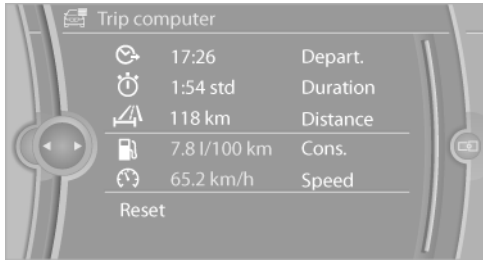 Trip computer
17:26 Depart.
1:54 std Duration
118 km Distance
7.8 l/100 km Cons.
65.2 km/h Speed
Reset